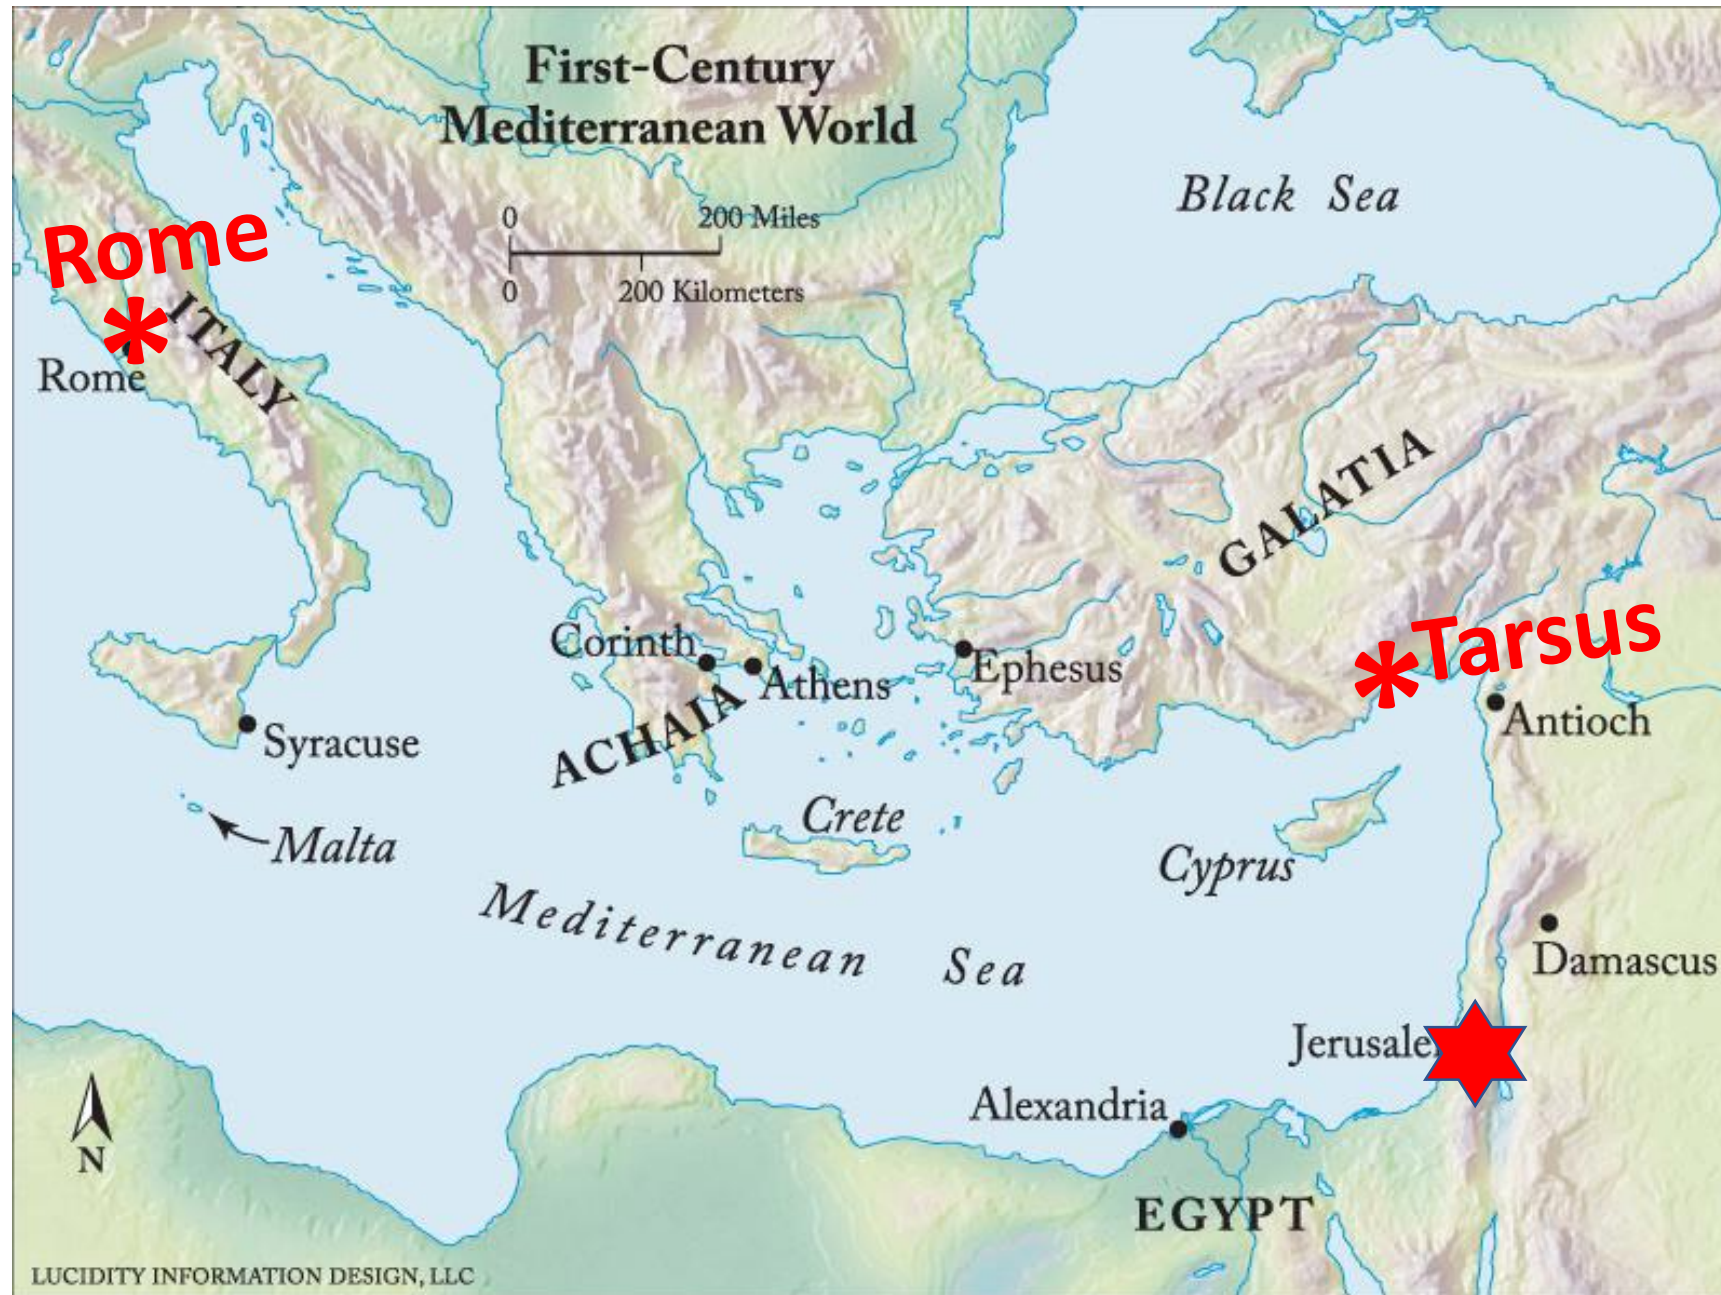 First-Century
Mediterranean World
Black Sea
0 200 Miles
0 200 Kilometers
Rome
ITALY
Rome
GALATIA
Tarsus
Corinth
Athens
Ephesus
ACHAIA
Antioch
Syracuse
Crete
Malta
Cyprus
Mediterranean Sea
Damascus
Jerusale
Alexandria
EGYPT
N
LUCIDITY INFORMATION DESIGN, LLC